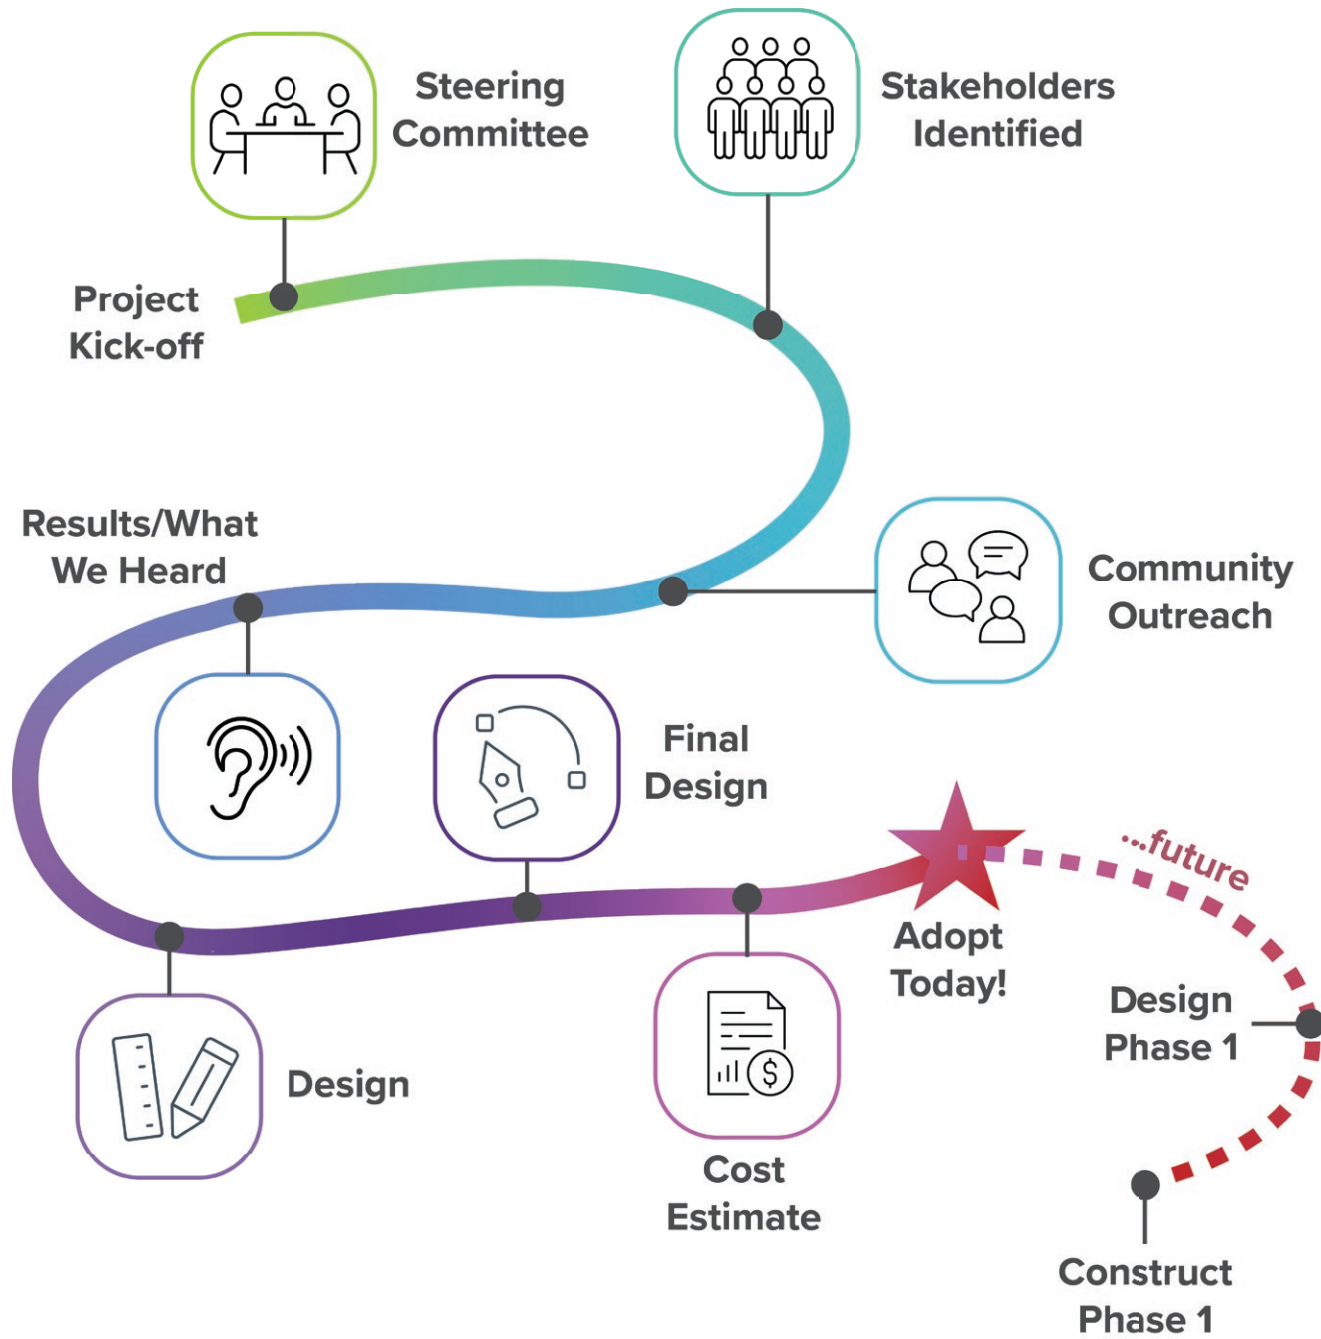 Steering
Committee
Stakeholders
Identified
Project
Kick-off
Community
Outreach
Results/What
We Heard
Design
Final
Design
$
Cost
Estimate
Adopt
Today!
...future
Design
Phase 1
Construct
Phase 1